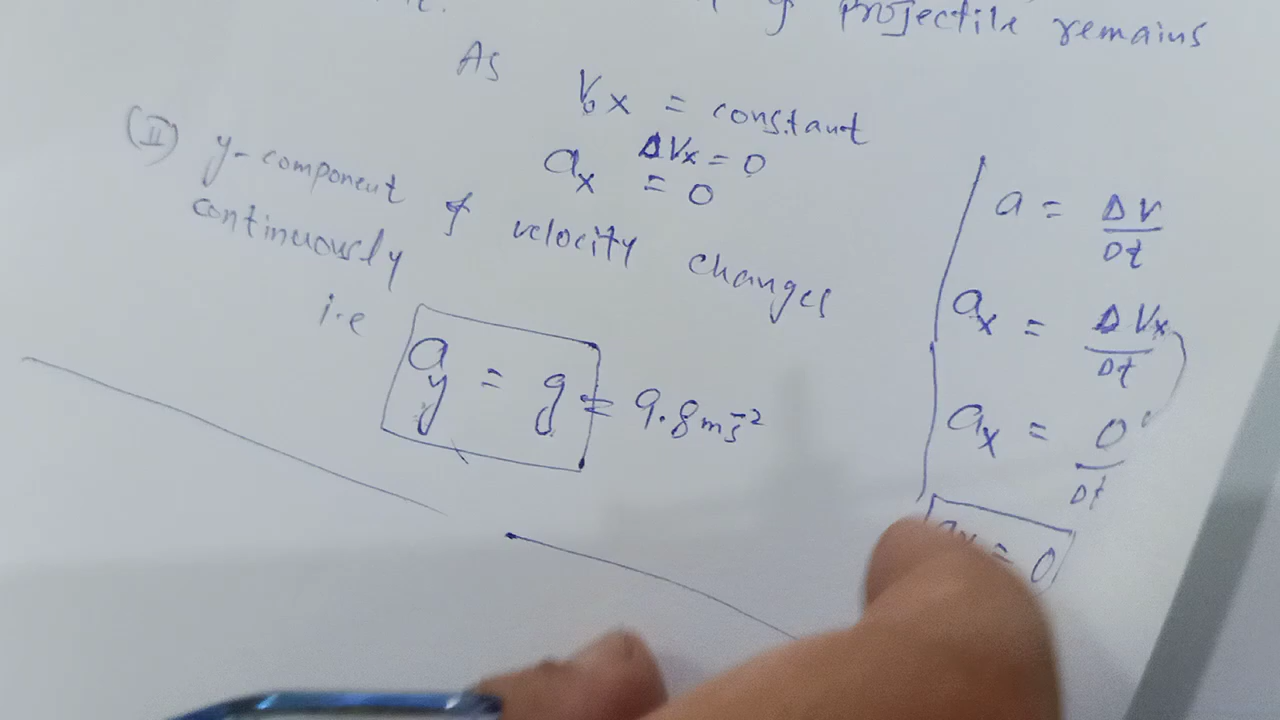 of projectile remains
As
Vx = constant
ΔVx = 0
ax = 0
(II) y-component of velocity changes
continuously
i.e
ay = g = 9.8ms⁻²
a = ΔV/Δt
ax = ΔVx/Δt
ax = 0/Δt
ax = 0